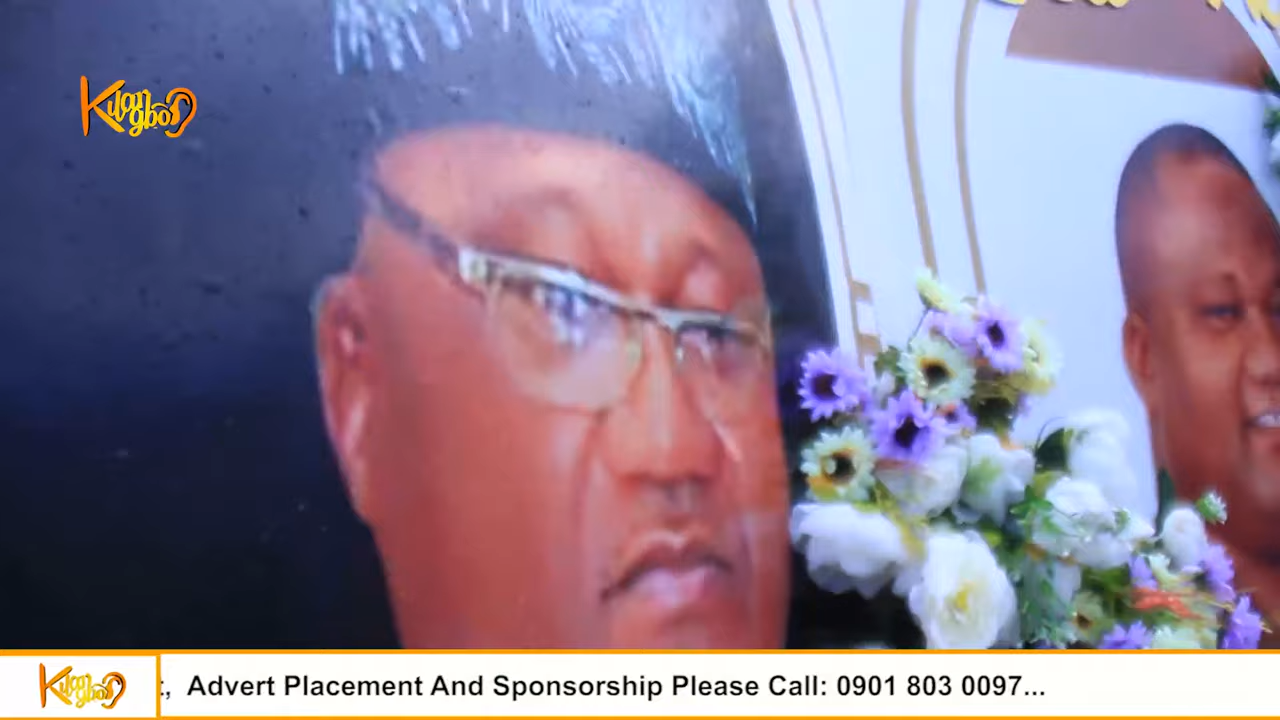 Kilongbo
Kilongbo
t, Advert Placement And Sponsorship Please Call: 0901 803 0097...